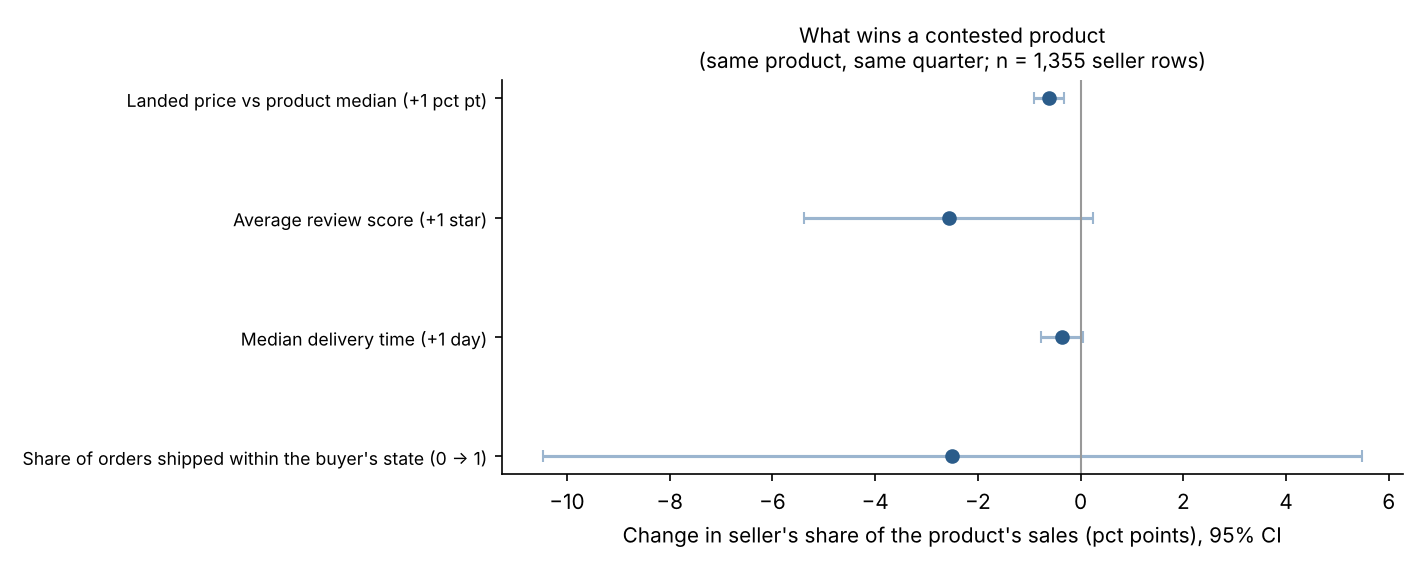 What wins a contested product
(same product, same quarter; n = 1,355 seller rows)
Landed price vs product median (+1 pct pt)
Average review score (+1 star)
Median delivery time (+1 day)
Share of orders shipped within the buyer's state (0 → 1)
−10 −8 −6 −4 −2 0 2 4 6
Change in seller's share of the product's sales (pct points), 95% CI